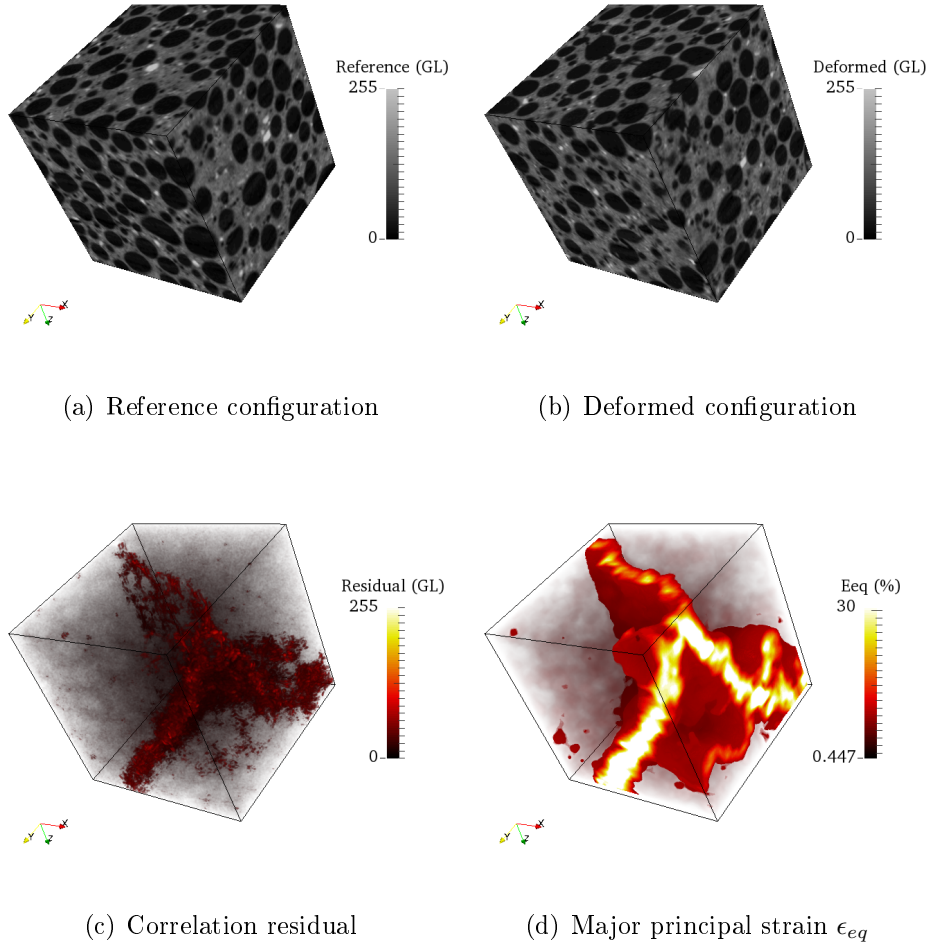 Reference (GL)
255
0
X
Y
Z
Deformed (GL)
255
0
X
Y
Z
(a) Reference configuration
(b) Deformed configuration
Residual (GL)
255
0
X
Y
Z
Eeq (%)
30
0.447
X
Y
Z
(c) Correlation residual
(d) Major principal strain ϵeq